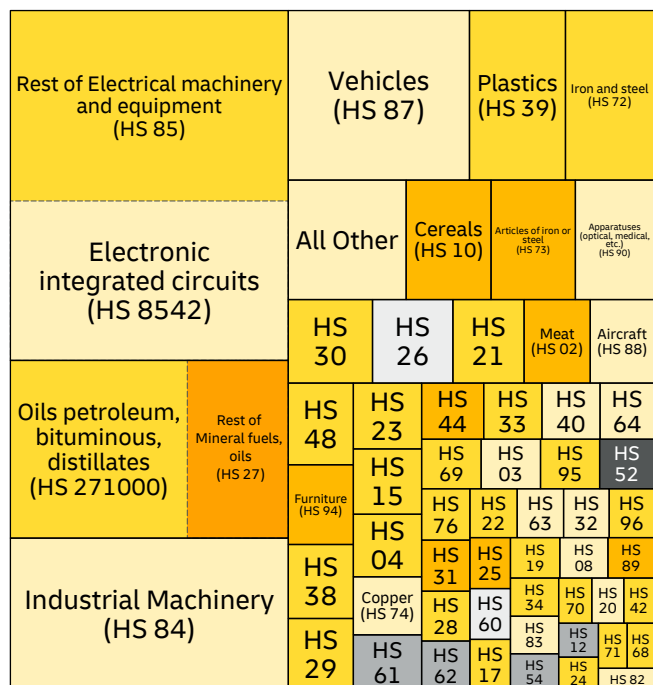 Rest of Electrical machinery
and equipment
(HS 85)
Electronic
integrated circuits
(HS 8542)
Oils petroleum,
bituminous,
distillates
(HS 271000)
Rest of
Mineral fuels,
oils
(HS 27)
Industrial Machinery
(HS 84)
Vehicles
(HS 87)
Plastics
(HS 39)
Iron and steel
(HS 72)
All Other
Cereals
(HS 10)
Articles of iron or
steel
(HS 73)
Apparatuses
(optical, medical,
etc.)
(HS 90)
HS
30
HS
26
HS
21
Meat
(HS 02)
Aircraft
(HS 88)
HS
48
Furniture
(HS 94)
HS
38
HS
29
HS
23
HS
15
HS
04
Copper
(HS 74)
HS
61
HS
44
HS
33
HS
40
HS
64
HS
69
HS
03
HS
95
HS
52
HS
76
HS
22
HS
63
HS
32
HS
96
HS
31
HS
25
HS
19
HS
08
HS
89
HS
28
HS
60
HS
34
HS
70
HS
20
HS
42
HS
83
HS
12
HS
71
HS
68
HS
62
HS
17
HS
54
HS
24
HS 82